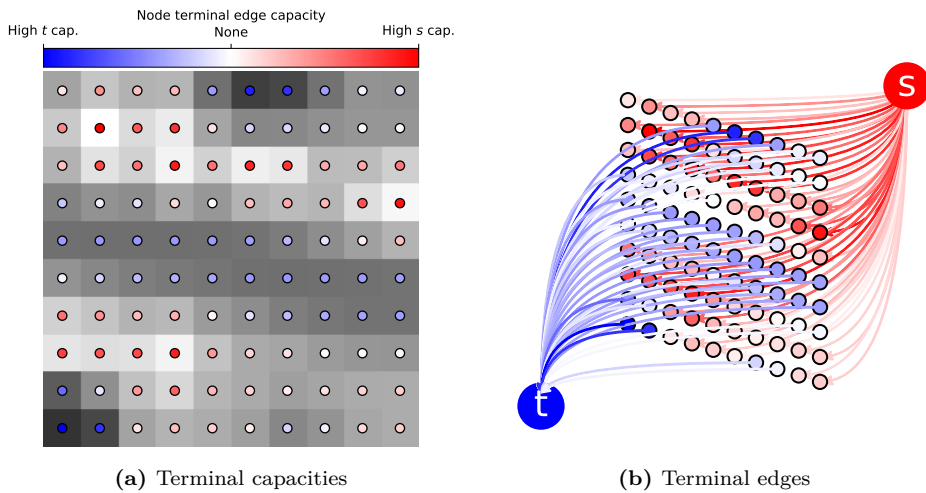 Node terminal edge capacity
High t cap. None High s cap.
s
t
(a) Terminal capacities
(b) Terminal edges